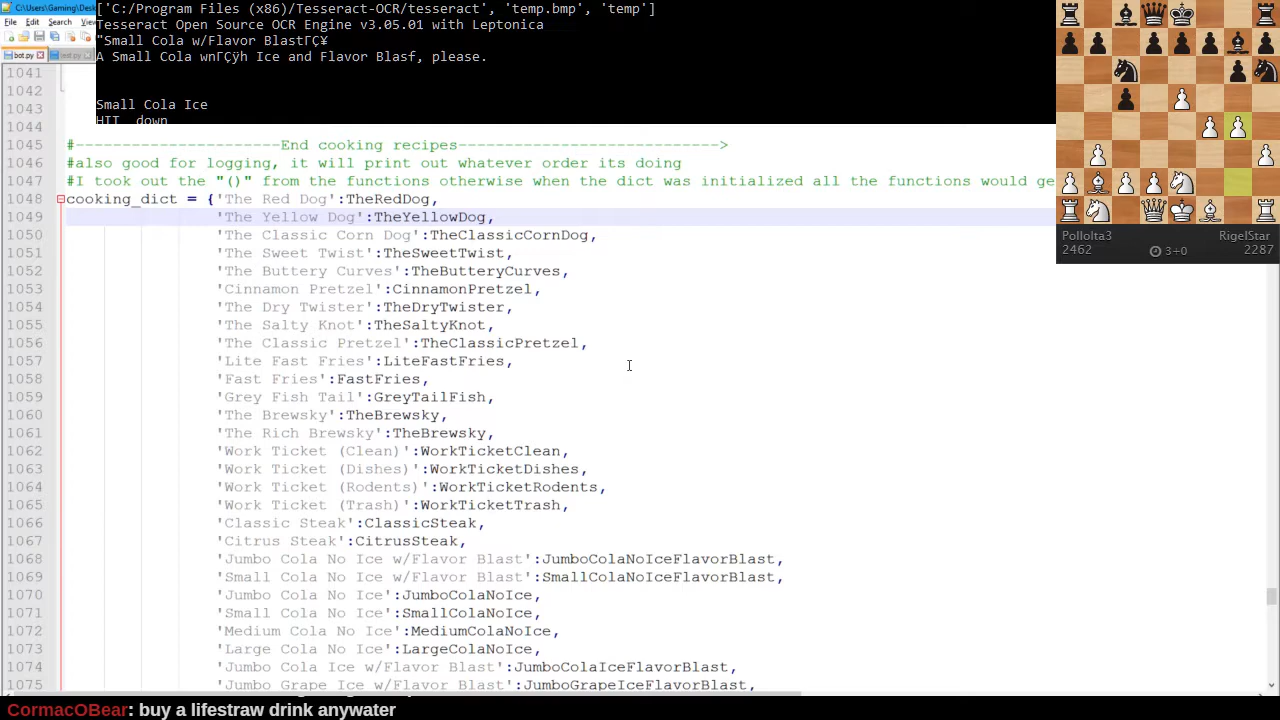 C:\Users\Gaming\Deskt
File Edit Search
bot.py
['C:/Program Files (x86)/Tesseract-OCR/tesseract', 'temp.bmp', 'temp']
Tesseract Open Source OCR Engine v3.05.01 with Leptonica
"Small Cola w/Flavor BlastΓÇ¥
A Small Cola wnΓÇÿh Ice and Flavor Blasf, please.
Small Cola Ice
HIT down
1041
1042
1043
1044
1045 #----------------------End cooking recipes---------------------------->
1046 #also good for logging, it will print out whatever order its doing
1047 #I took out the "()" from the functions otherwise when the dict was initialized all the functions would ge
1048 cooking_dict = {'The Red Dog':TheRedDog,
1049 'The Yellow Dog':TheYellowDog,
1050 'The Classic Corn Dog':TheClassicCornDog,
1051 'The Sweet Twist':TheSweetTwist,
1052 'The Buttery Curves':TheButteryCurves,
1053 'Cinnamon Pretzel':CinnamonPretzel,
1054 'The Dry Twister':TheDryTwister,
1055 'The Salty Knot':TheSaltyKnot,
1056 'The Classic Pretzel':TheClassicPretzel,
1057 'Lite Fast Fries':LiteFastFries,
1058 'Fast Fries':FastFries,
1059 'Grey Fish Tail':GreyTailFish,
1060 'The Brewsky':TheBrewsky,
1061 'The Rich Brewsky':TheBrewsky,
1062 'Work Ticket (Clean)':WorkTicketClean,
1063 'Work Ticket (Dishes)':WorkTicketDishes,
1064 'Work Ticket (Rodents)':WorkTicketRodents,
1065 'Work Ticket (Trash)':WorkTicketTrash,
1066 'Classic Steak':ClassicSteak,
1067 'Citrus Steak':CitrusSteak,
1068 'Jumbo Cola No Ice w/Flavor Blast':JumboColaNoIceFlavorBlast,
1069 'Small Cola No Ice w/Flavor Blast':SmallColaNoIceFlavorBlast,
1070 'Jumbo Cola No Ice':JumboColaNoIce,
1071 'Small Cola No Ice':SmallColaNoIce,
1072 'Medium Cola No Ice':MediumColaNoIce,
1073 'Large Cola No Ice':LargeColaNoIce,
1074 'Jumbo Cola Ice w/Flavor Blast':JumboColaIceFlavorBlast,
1075 'Jumbo Grape Ice w/Flavor Blast':JumboGrapeIceFlavorBlast,
Pollolta3 RigelStar
2462 3+0 2287
CormacOBear: buy a lifestraw drink anywater